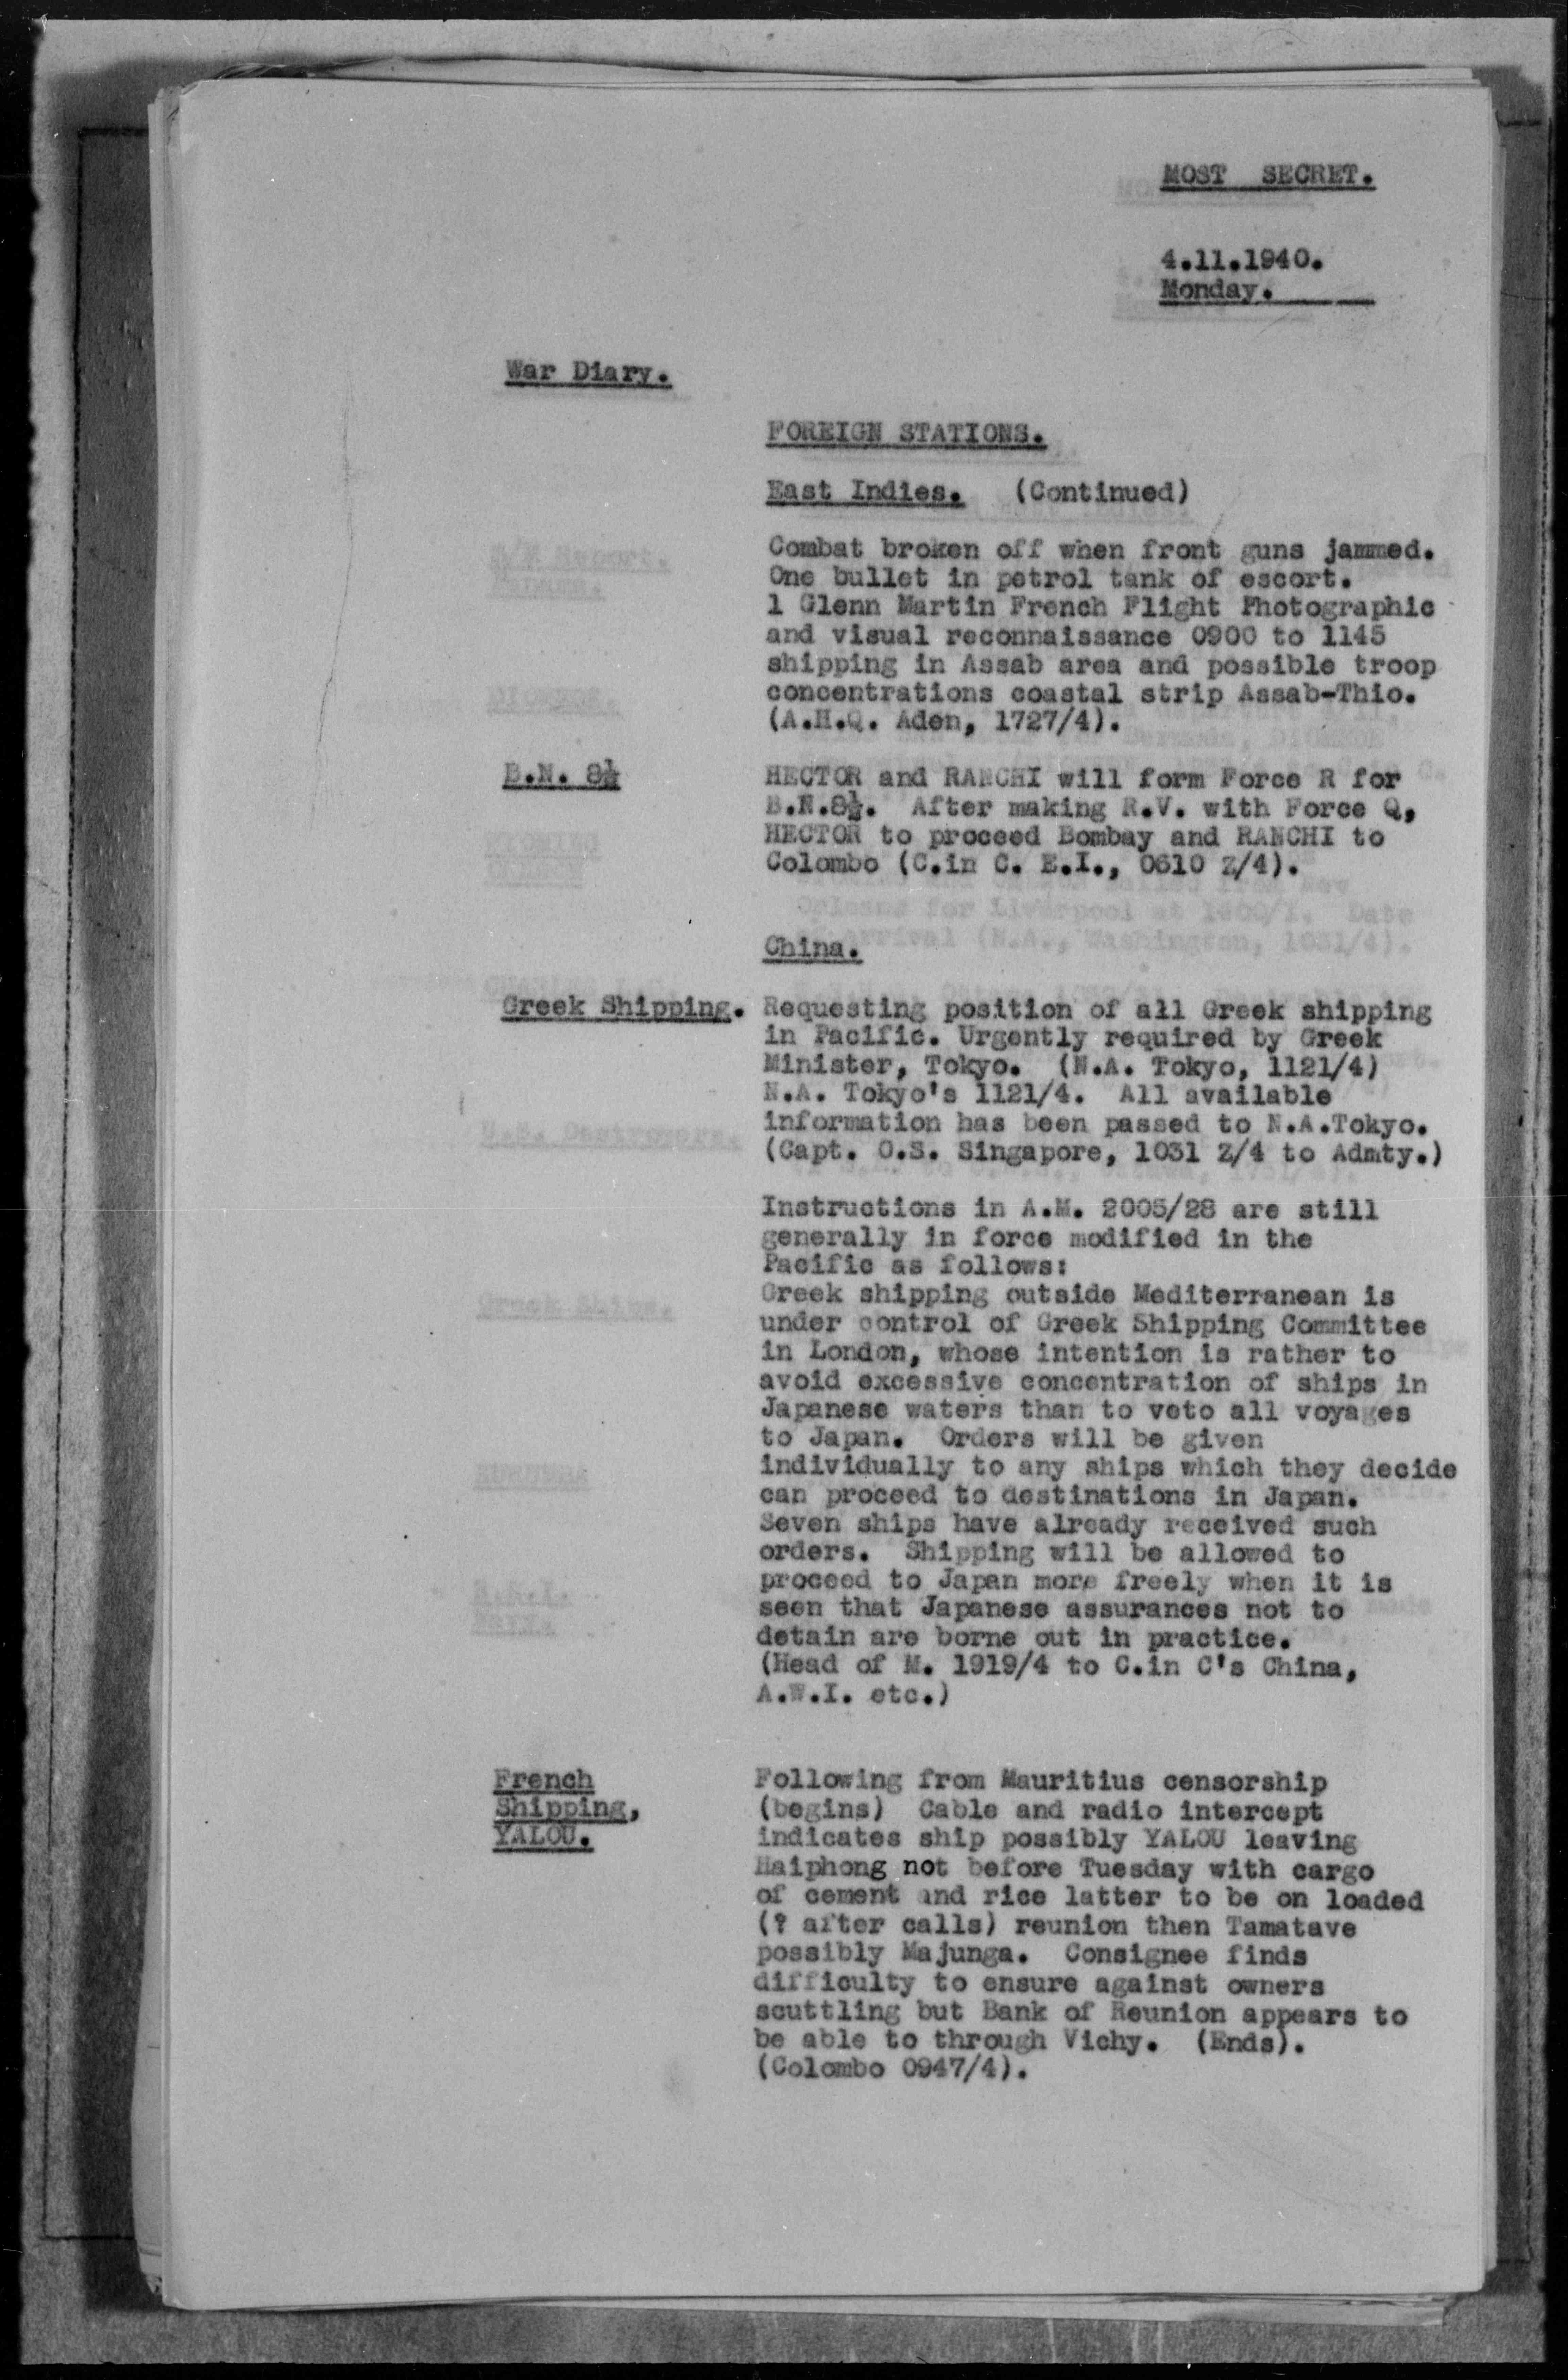 MOST SECRET.
4.11.1940.
Monday.
War Diary.
FOREIGN STATIONS.
East Indies. (Continued)
Combat broken off when front guns jammed.
One bullet in petrol tank of escort.
1 Glenn Martin French Flight Photographic
and visual reconnaissance 0900 to 1145
shipping in Assab area and possible troop
concentrations coastal strip Assab-Thio.
(A.H.Q. Aden, 1727/4).
B.N. 8½
HECTOR and RANCHI will form Force R for
B.N.8½. After making R.V. with Force Q,
HECTOR to proceed Bombay and RANCHI to
Colombo (C.in C. E.I., 0610 Z/4).
China.
Greek Shipping. Requesting position of all Greek shipping
in Pacific. Urgently required by Greek
Minister, Tokyo. (N.A. Tokyo, 1121/4)
N.A. Tokyo's 1121/4. All available
information has been passed to N.A.Tokyo.
(Capt. O.S. Singapore, 1031 Z/4 to Admty.)
Instructions in A.M. 2005/28 are still
generally in force modified in the
Pacific as follows:
Greek shipping outside Mediterranean is
under control of Greek Shipping Committee
in London, whose intention is rather to
avoid excessive concentration of ships in
Japanese waters than to veto all voyages
to Japan. Orders will be given
individually to any ships which they decide
can proceed to destinations in Japan.
Seven ships have already received such
orders. Shipping will be allowed to
proceed to Japan more freely when it is
seen that Japanese assurances not to
detain are borne out in practice.
(Head of M. 1919/4 to C.in C's China,
A.W.I. etc.)
French
Shipping,
YALOU.
Following from Mauritius censorship
(begins) Cable and radio intercept
indicates ship possibly YALOU leaving
Haiphong not before Tuesday with cargo
of cement and rice latter to be on loaded
(? after calls) reunion then Tamatave
possibly Majunga. Consignee finds
difficulty to ensure against owners
scuttling but Bank of Reunion appears to
be able to through Vichy. (Ends).
(Colombo 0947/4).